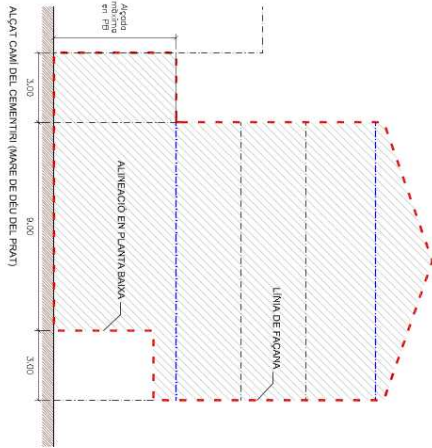 Alçada
màxima
en PB
3.00
9.00
3.00
ALINEACIÓ EN PLANTA BAIXA
LÍNIA DE FAÇANA
ALÇAT CAMÍ DEL CEMENTIRI (MARE DE DÉU DEL PRAT)